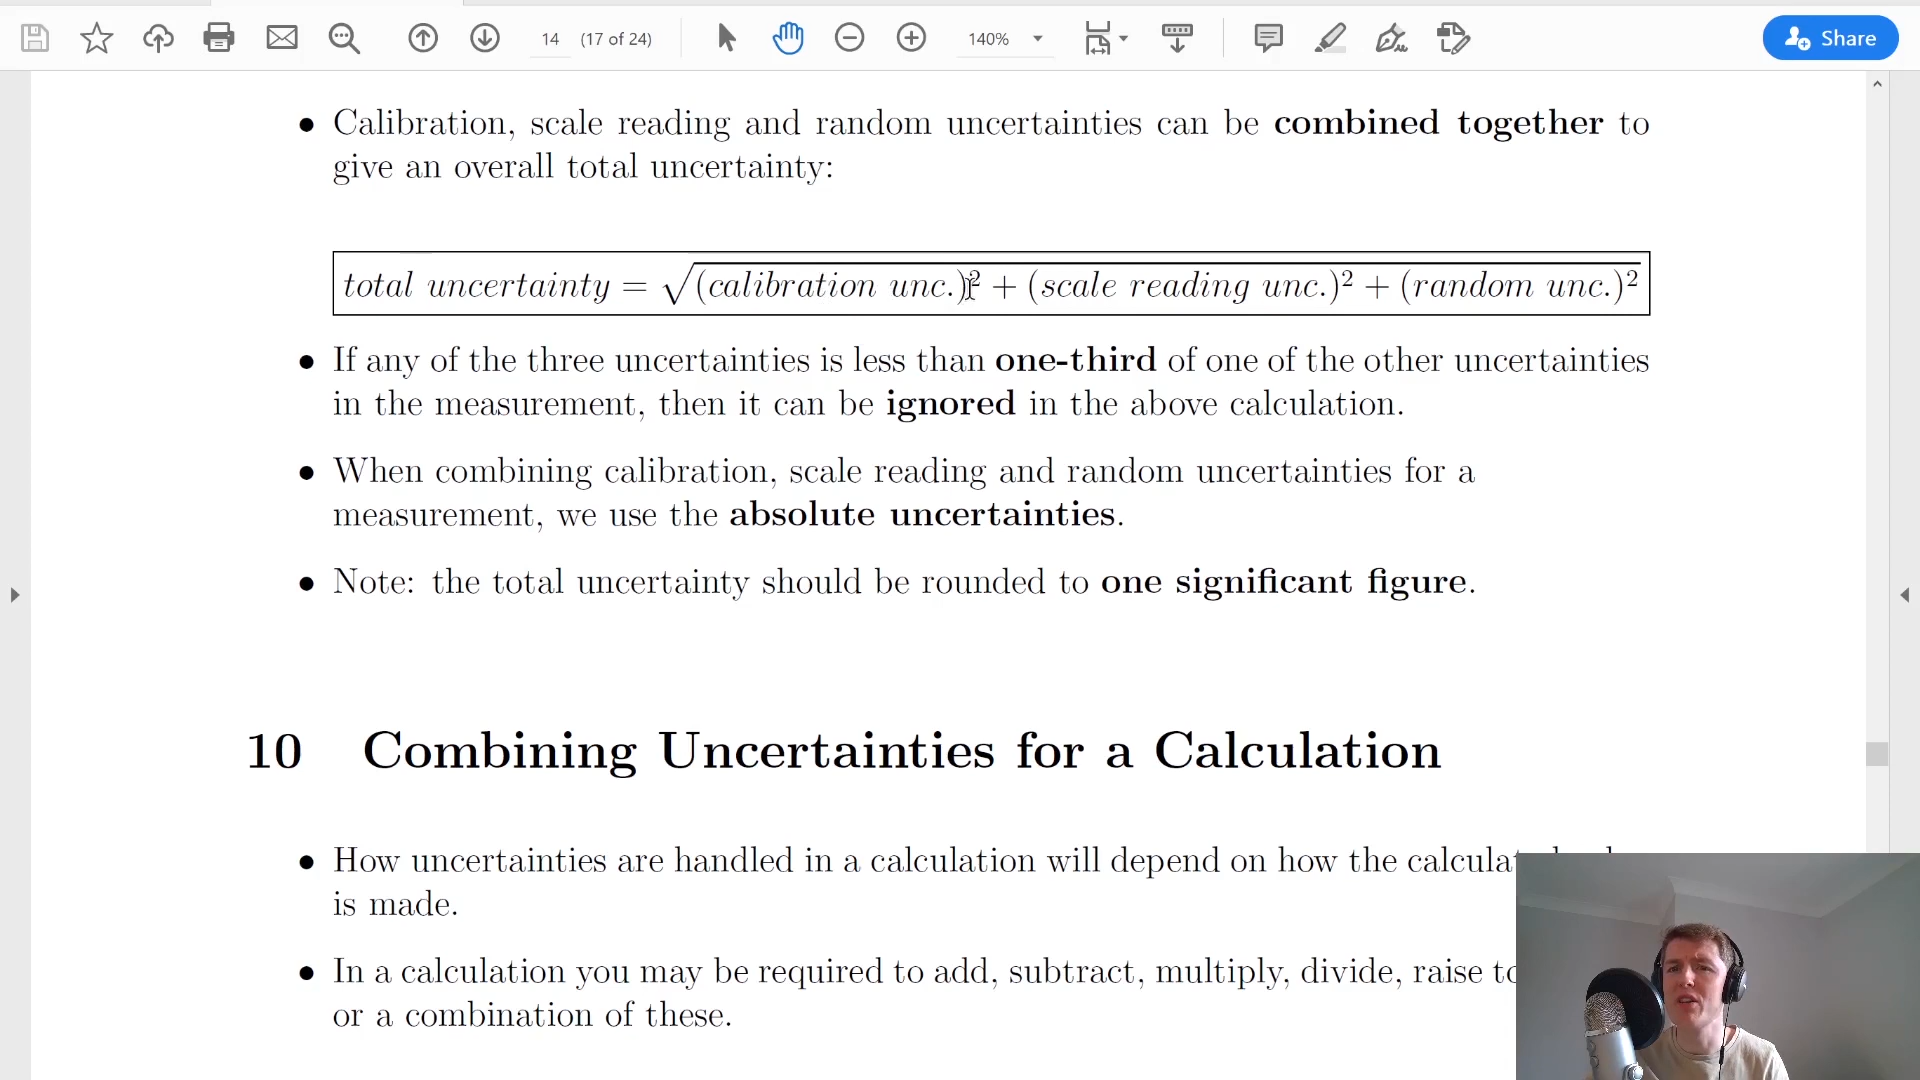 14 (17 of 24) 140% Share
• Calibration, scale reading and random uncertainties can be combined together to
give an overall total uncertainty:
total uncertainty = √(calibration unc.)² + (scale reading unc.)² + (random unc.)²
• If any of the three uncertainties is less than one-third of one of the other uncertainties
in the measurement, then it can be ignored in the above calculation.
• When combining calibration, scale reading and random uncertainties for a
measurement, we use the absolute uncertainties.
• Note: the total uncertainty should be rounded to one significant figure.
10 Combining Uncertainties for a Calculation
• How uncertainties are handled in a calculation will depend on how the
is made.
• In a calculation you may be required to add, subtract, multiply, divide, raise to
or a combination of these.